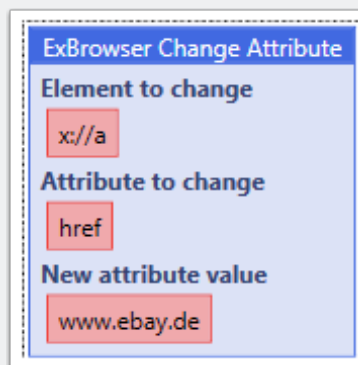 ExBrowser Change Attribute
Element to change
x://a
Attribute to change
href
New attribute value
www.ebay.de